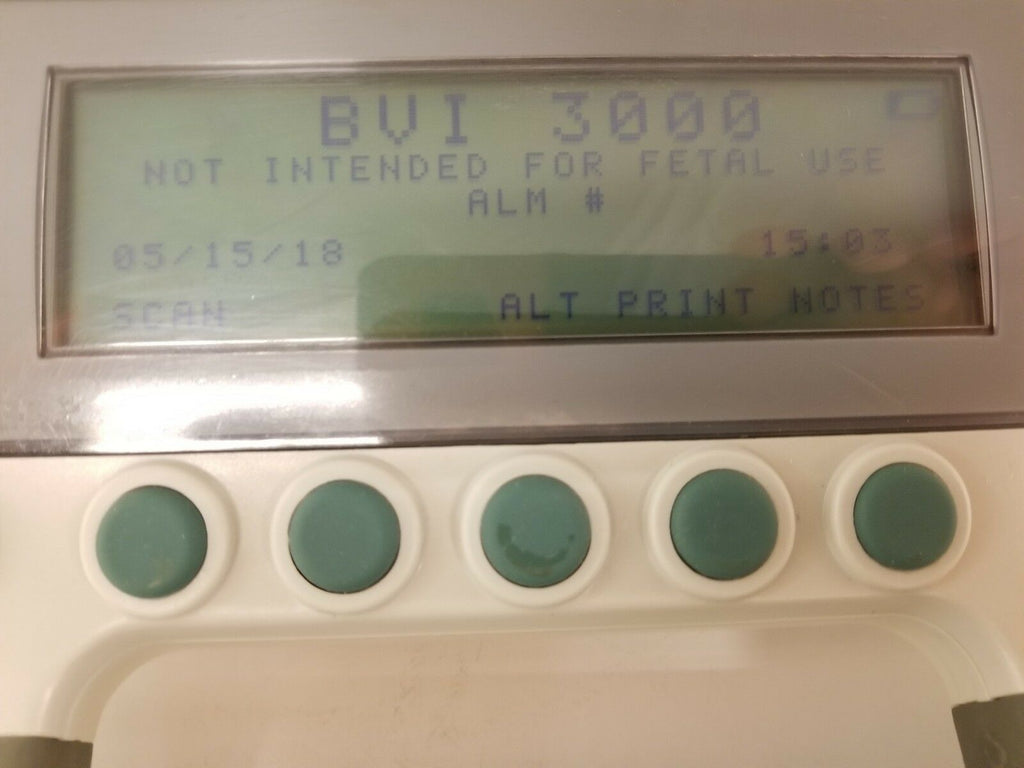 BVI 3000
NOT INTENDED FOR FETAL USE
ALM #
05/15/18 15:03
SCAN ALT PRINT NOTES